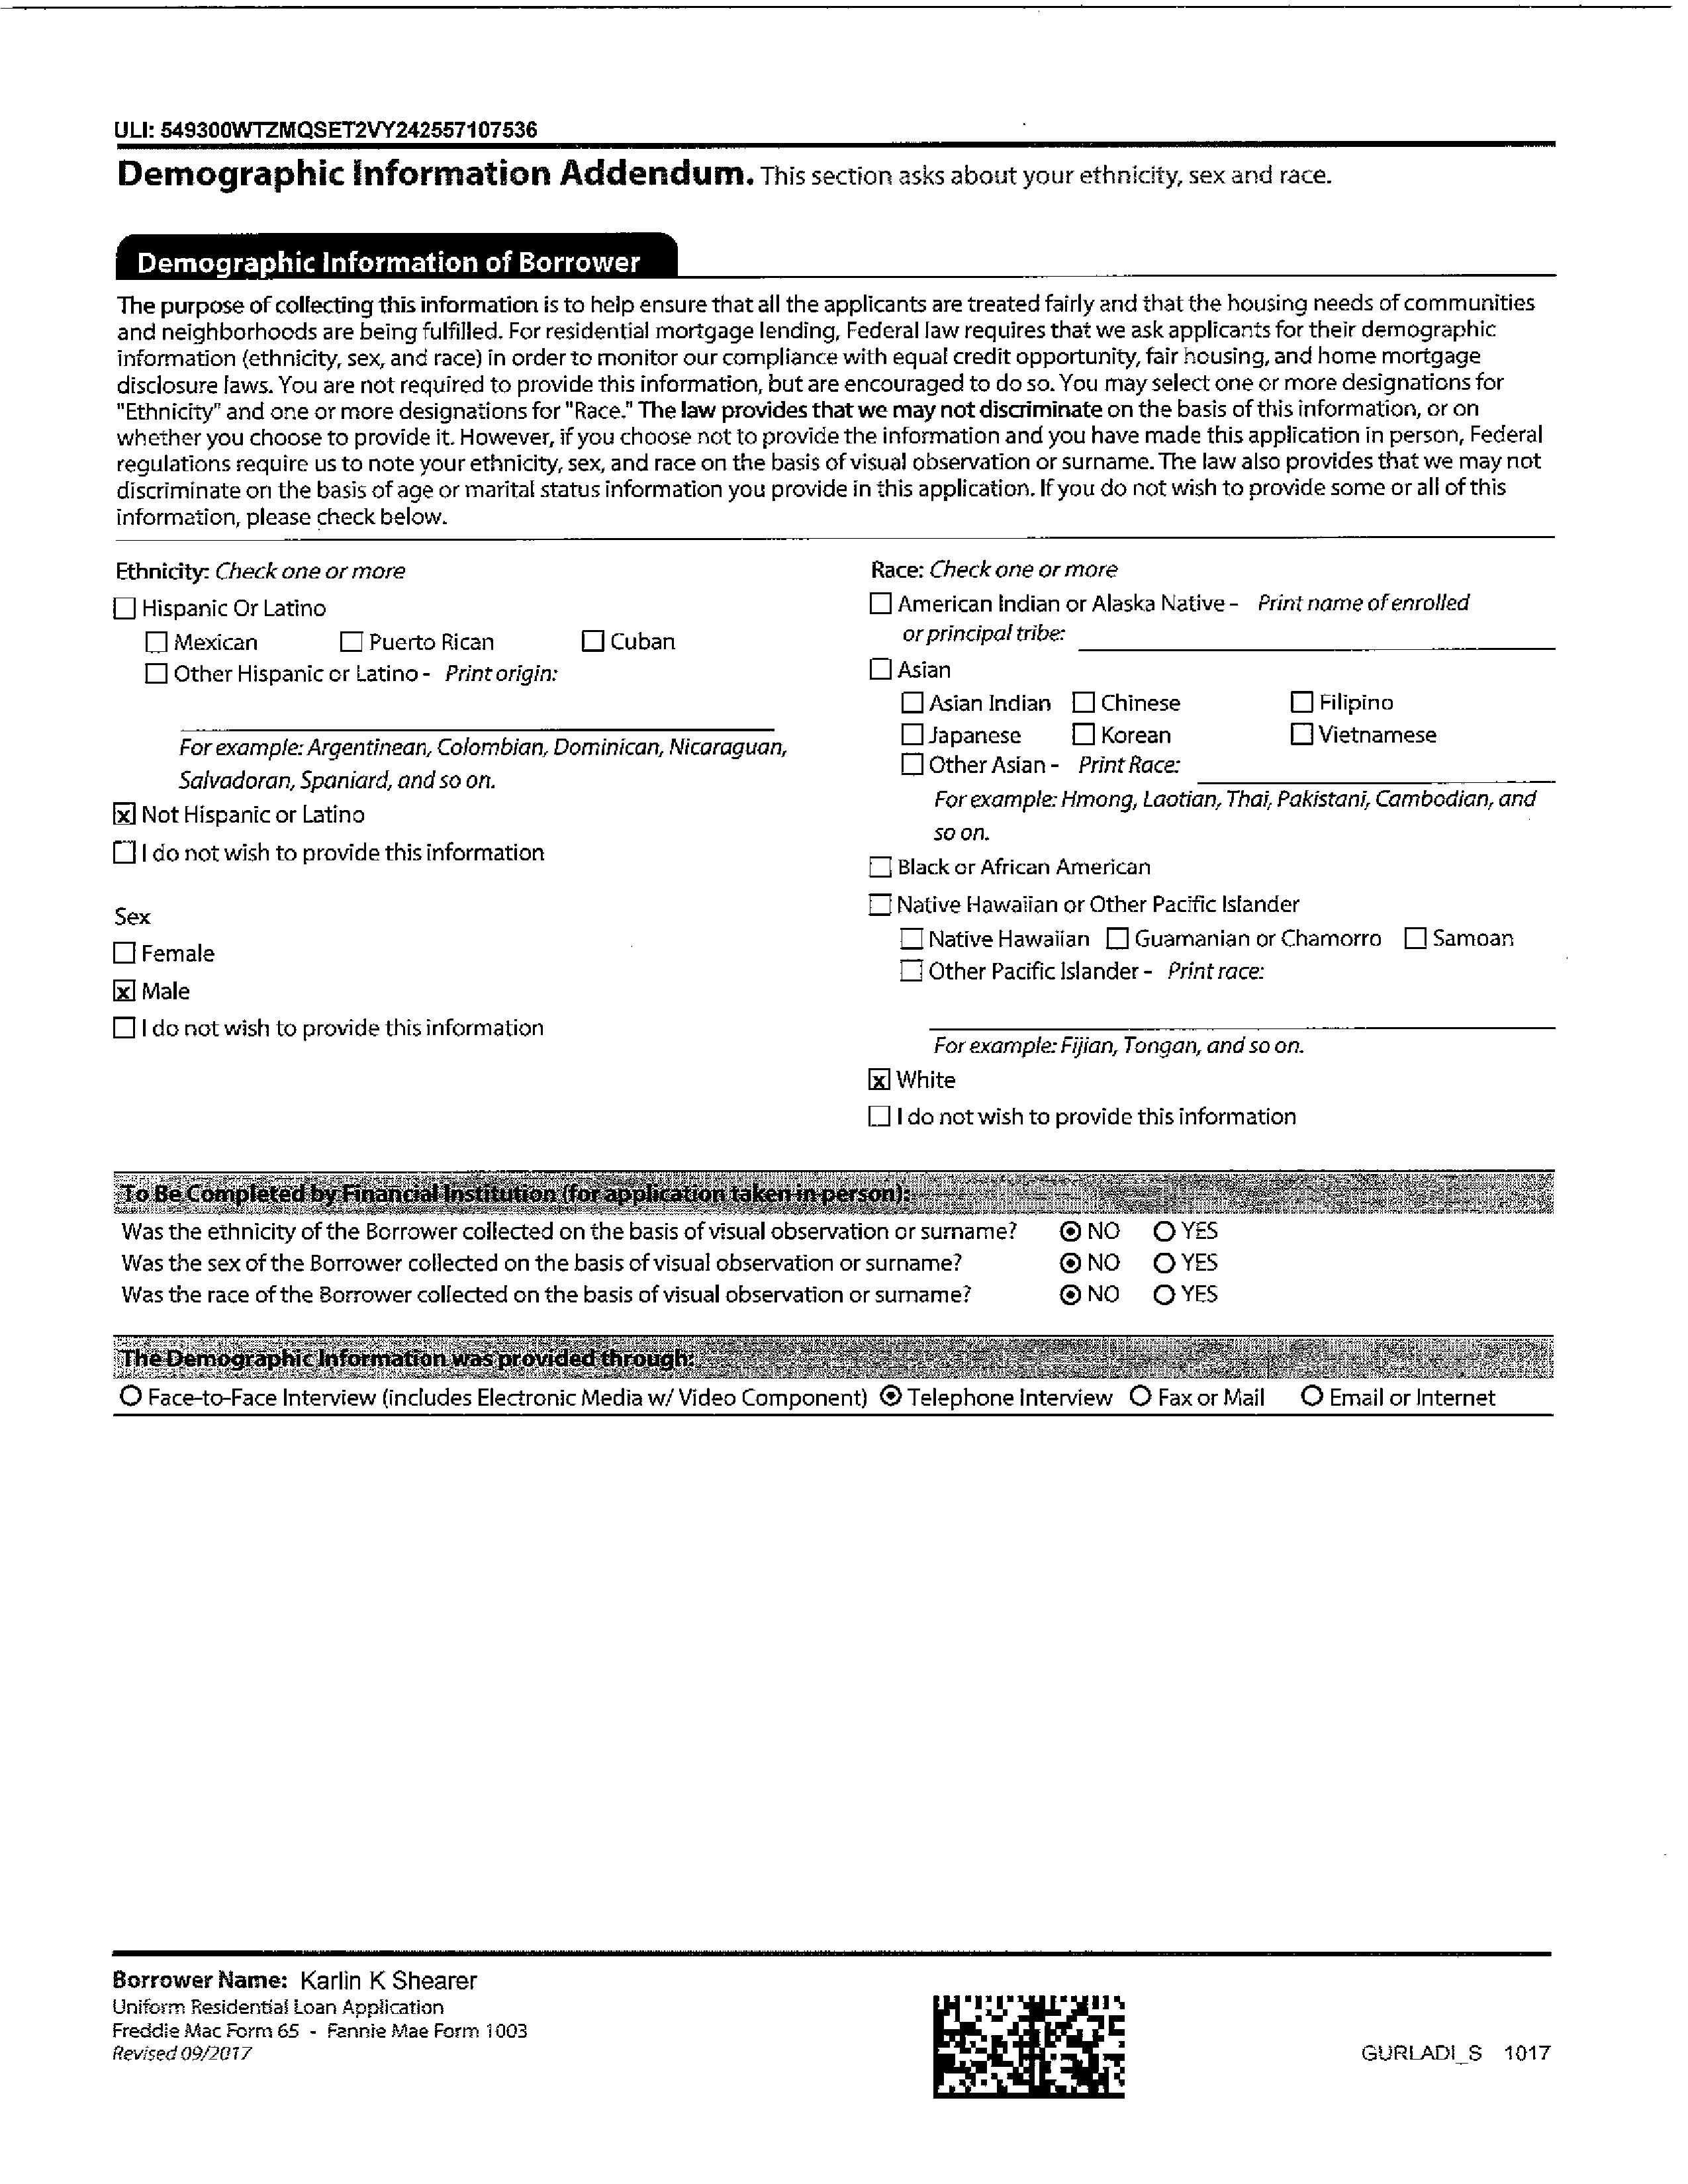 ULI: 549300WTZMQSET2VY242557107536
Demographic Information Addendum. This section asks about your ethnicity, sex and race.
Demographic Information of Borrower
The purpose of collecting this information is to help ensure that all the applicants are treated fairly and that the housing needs of communities
and neighborhoods are being fulfilled. For residential mortgage lending, Federal law requires that we ask applicants for their demographic
information (ethnicity, sex, and race) in order to monitor our compliance with equal credit opportunity, fair housing, and home mortgage
disclosure laws. You are not required to provide this information, but are encouraged to do so. You may select one or more designations for
"Ethnicity" and one or more designations for "Race." The law provides that we may not discriminate on the basis of this information, or on
whether you choose to provide it. However, if you choose not to provide the information and you have made this application in person, Federal
regulations require us to note your ethnicity, sex, and race on the basis of visual observation or surname. The law also provides that we may not
discriminate on the basis of age or marital status information you provide in this application. If you do not wish to provide some or all of this
information, please check below.
Ethnicity: Check one or more
☐ Hispanic Or Latino
☐ Mexican ☐ Puerto Rican ☐ Cuban
☐ Other Hispanic or Latino - Print origin:
For example: Argentinean, Colombian, Dominican, Nicaraguan,
Salvadoran, Spaniard, and so on.
☒ Not Hispanic or Latino
☐ I do not wish to provide this information
Sex
☐ Female
☒ Male
☐ I do not wish to provide this information
Race: Check one or more
☐ American Indian or Alaska Native - Print name of enrolled
or principal tribe:
☐ Asian
☐ Asian Indian ☐ Chinese ☐ Filipino
☐ Japanese ☐ Korean ☐ Vietnamese
☐ Other Asian - Print Race:
For example: Hmong, Laotian, Thai, Pakistani, Cambodian, and
so on.
☐ Black or African American
☐ Native Hawaiian or Other Pacific Islander
☐ Native Hawaiian ☐ Guamanian or Chamorro ☐ Samoan
☐ Other Pacific Islander - Print race:
For example: Fijian, Tongan, and so on.
☒ White
☐ I do not wish to provide this information
To Be Completed by Financial Institution (for application taken in person):
Was the ethnicity of the Borrower collected on the basis of visual observation or surname? ◉ NO ○ YES
Was the sex of the Borrower collected on the basis of visual observation or surname? ◉ NO ○ YES
Was the race of the Borrower collected on the basis of visual observation or surname? ◉ NO ○ YES
The Demographic Information was provided through:
○ Face-to-Face Interview (includes Electronic Media w/ Video Component) ◉ Telephone Interview ○ Fax or Mail ○ Email or Internet
Borrower Name: Karlin K Shearer
Uniform Residential Loan Application
Freddie Mac Form 65 - Fannie Mae Form 1003
Revised 09/2017
GURLADI_S 1017